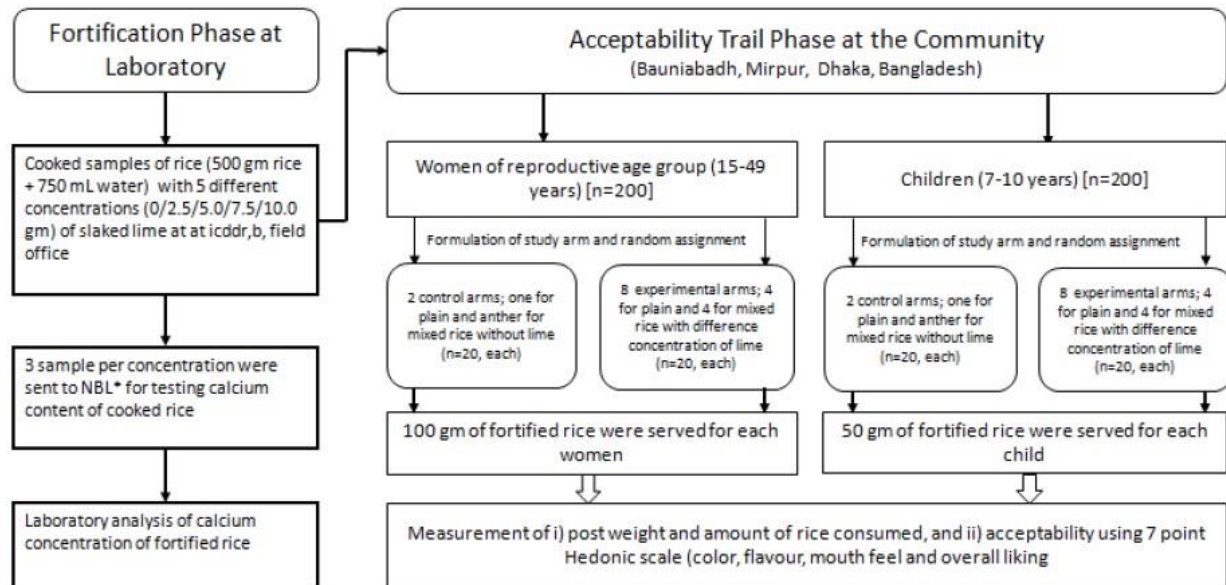 Fortification Phase at
Laboratory
Cooked samples of rice (500 gm rice
+ 750 mL water)  with 5 different
concentrations (0/2.5/5.0/7.5/10.0
gm) of slaked lime at at icddr,b, field
office
3 sample per concentration were
sent to NBL* for testing calcium
content of cooked rice
Laboratory analysis of calcium
concentration of fortified rice
Acceptability Trail Phase at the Community
(Bauniabadh, Mirpur, Dhaka, Bangladesh)
Women of reproductive age group (15-49
years) [n=200]
Formulation of study arm and random assignment
2 control arms; one for
plain and anther for
mixed rice without lime
(n=20, each)
8 experimental arms; 4
for plain and 4 for mixed
rice with difference
concentration of lime
(n=20, each)
100 gm of fortified rice were served for each
women
Children (7-10 years) [n=200]
Formulation of study arm and random assignment
2 control arms; one for
plain and anther for
mixed rice without lime
(n=20, each)
8 experimental arms; 4
for plain and 4 for mixed
rice with difference
concentration of lime
(n=20, each)
50 gm of fortified rice were served for each
child
Measurement of i) post weight and amount of rice consumed, and ii) acceptability using 7 point
Hedonic scale (color, flavour, mouth feel and overall liking